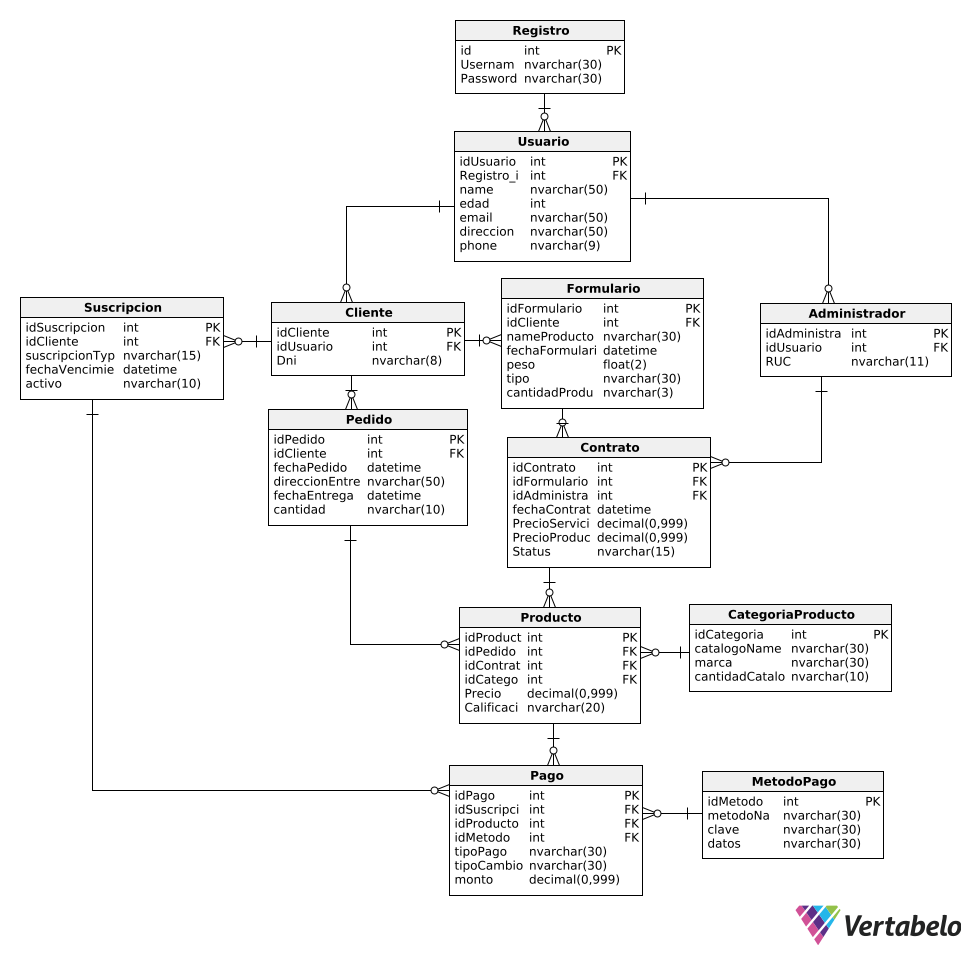 Registro
id int PK
Usernam nvarchar(30)
Password nvarchar(30)
Usuario
idUsuario int PK
Registro_i int FK
name nvarchar(50)
edad int
email nvarchar(50)
direccion nvarchar(50)
phone nvarchar(9)
Suscripcion
idSuscripcion int PK
idCliente int FK
suscripcionTyp nvarchar(15)
fechaVencimie datetime
activo nvarchar(10)
Cliente
idCliente int PK
idUsuario int FK
Dni nvarchar(8)
Formulario
idFormulario int PK
idCliente int FK
nameProducto nvarchar(30)
fechaFormulari datetime
peso float(2)
tipo nvarchar(30)
cantidadProdu nvarchar(3)
Administrador
idAdministra int PK
idUsuario int FK
RUC nvarchar(11)
Pedido
idPedido int PK
idCliente int FK
fechaPedido datetime
direccionEntre nvarchar(50)
fechaEntrega datetime
cantidad nvarchar(10)
Contrato
idContrato int PK
idFormulario int FK
idAdministra int FK
fechaContrat datetime
PrecioServici decimal(0,999)
PrecioProduc decimal(0,999)
Status nvarchar(15)
Producto
idProduct int PK
idPedido int FK
idContrat int FK
idCatego int FK
Precio decimal(0,999)
Calificaci nvarchar(20)
CategoriaProducto
idCategoria int PK
catalogoName nvarchar(30)
marca nvarchar(30)
cantidadCatalo nvarchar(10)
Pago
idPago int PK
idSuscripci int FK
idProducto int FK
idMetodo int FK
tipoPago nvarchar(30)
tipoCambio nvarchar(30)
monto decimal(0,999)
MetodoPago
idMetodo int PK
metodoNa nvarchar(30)
clave nvarchar(30)
datos nvarchar(30)
Vertabelo